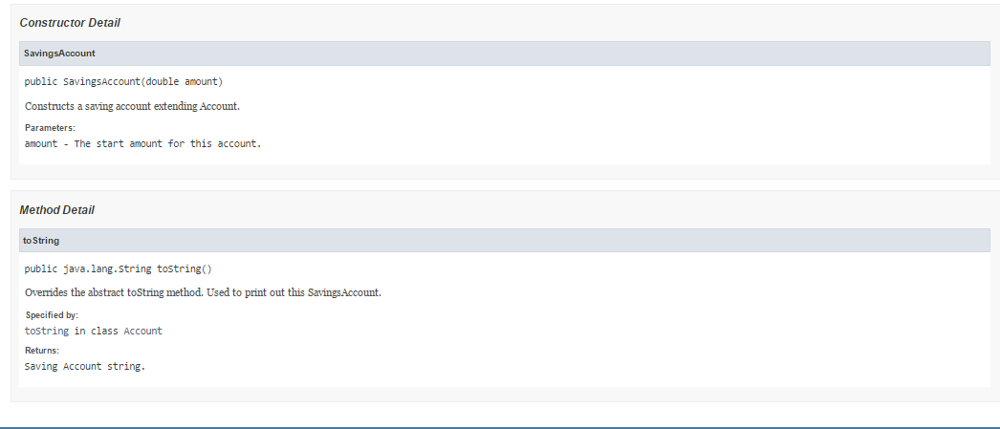 Constructor Detail
SavingsAccount
public SavingsAccount(double amount)
Constructs a saving account extending Account.
Parameters:
amount - The start amount for this account.
Method Detail
toString
public java.lang.String toString()
Overrides the abstract toString method. Used to print out this SavingsAccount.
Specified by:
toString in class Account
Returns:
Saving Account string.